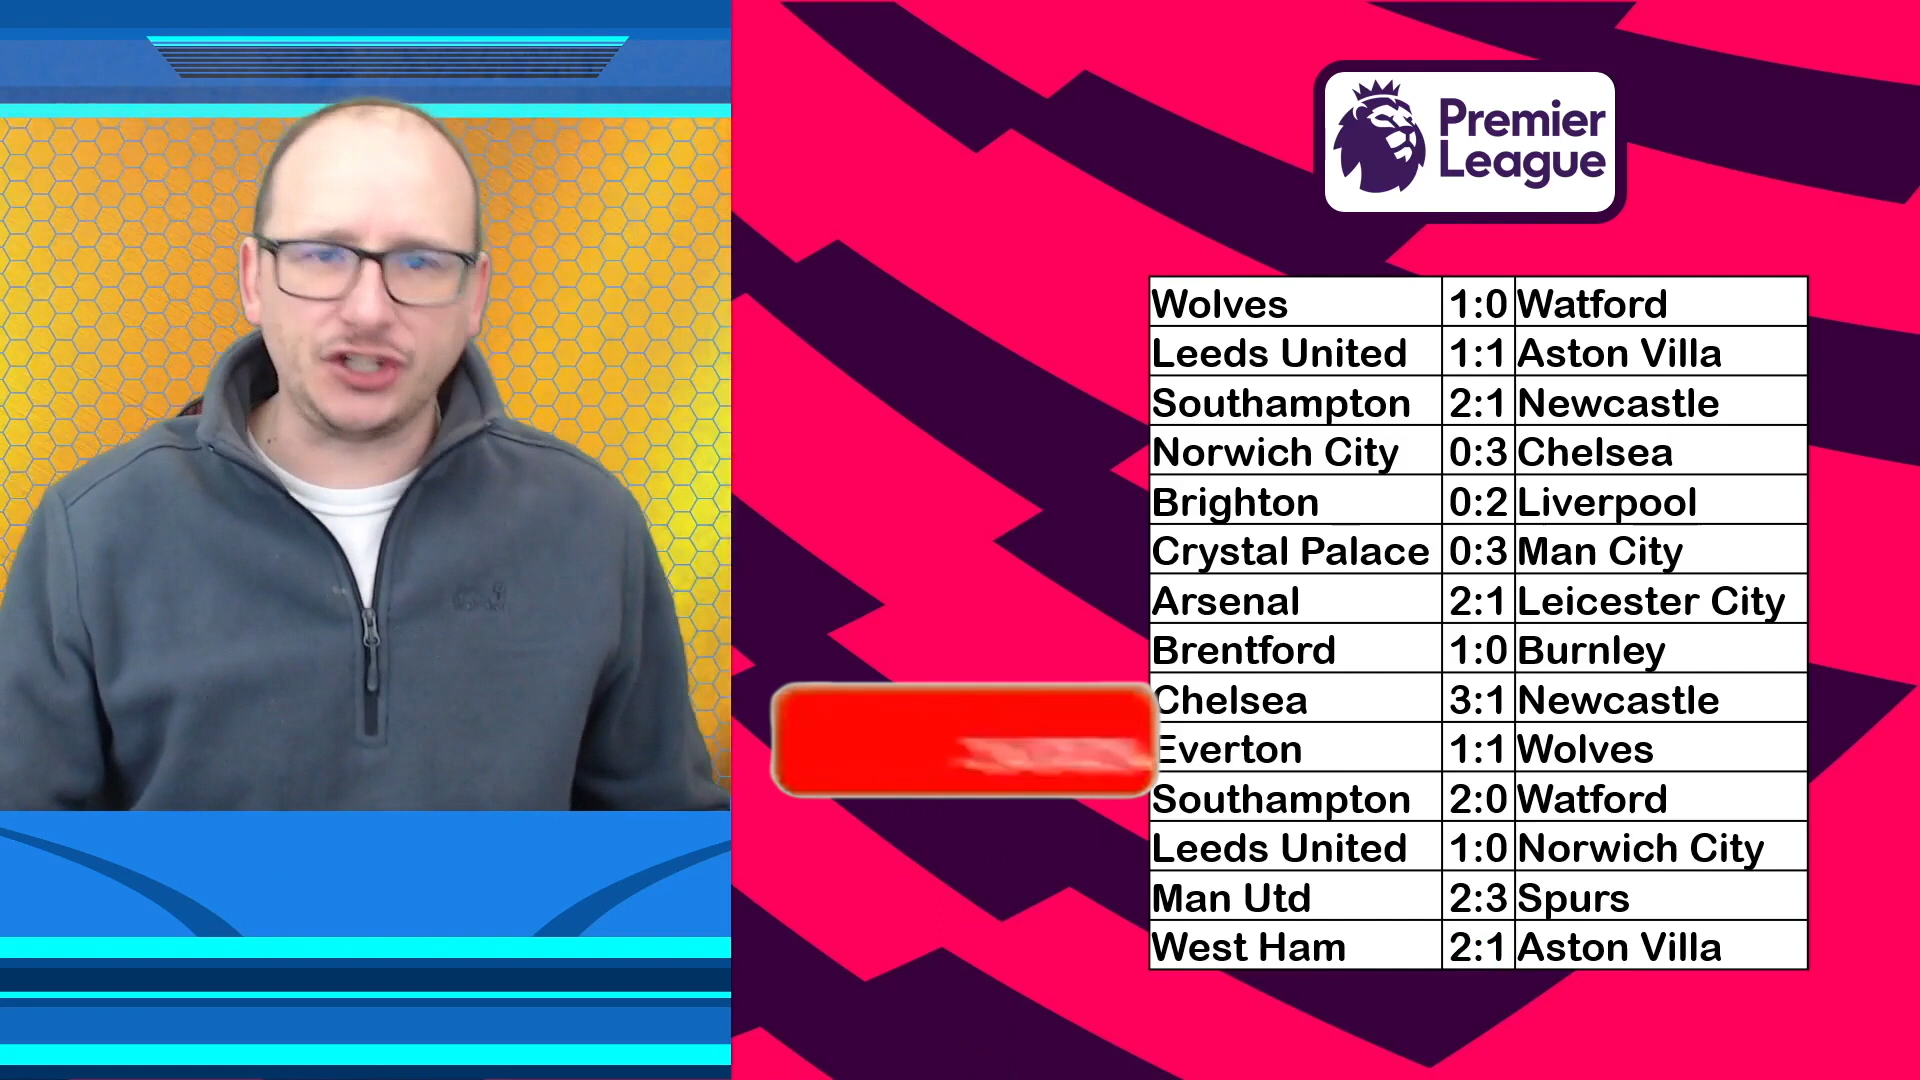 Premier
League
Wolves 1:0 Watford
Leeds United 1:1 Aston Villa
Southampton 2:1 Newcastle
Norwich City 0:3 Chelsea
Brighton 0:2 Liverpool
Crystal Palace 0:3 Man City
Arsenal 2:1 Leicester City
Brentford 1:0 Burnley
Chelsea 3:1 Newcastle
Everton 1:1 Wolves
Southampton 2:0 Watford
Leeds United 1:0 Norwich City
Man Utd 2:3 Spurs
West Ham 2:1 Aston Villa